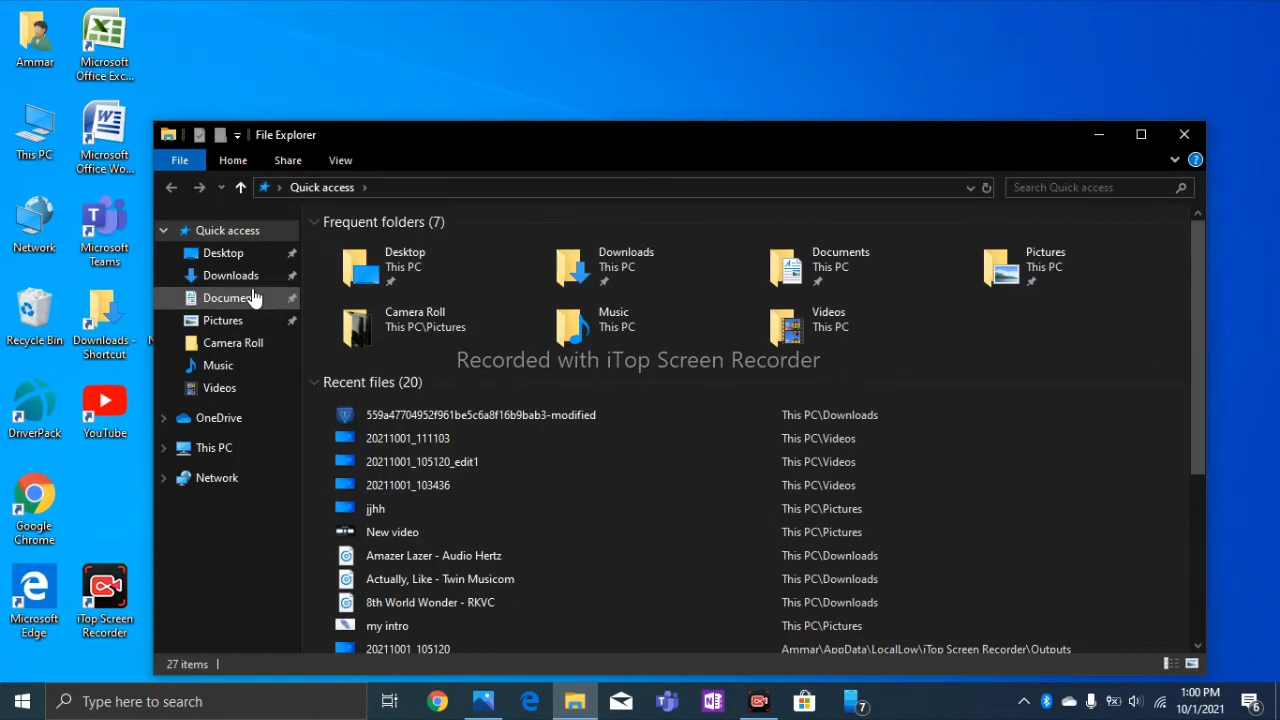 Ammar
Microsoft
Office Exc...
This PC
Microsoft
Office Wo...
Network
Microsoft
Teams
Recycle Bin
Downloads -
Shortcut
DriverPack
YouTube
Google
Chrome
Microsoft
Edge
iTop Screen
Recorder
File Explorer
File Home Share View
Quick access
Search Quick access
Quick access
Desktop
Downloads
Pictures
Camera Roll
Music
Videos
OneDrive
This PC
Network
Frequent folders (7)
Desktop
This PC
Downloads
This PC
Documents
This PC
Pictures
This PC
Camera Roll
This PC\Pictures
Music
This PC
Videos
This PC
Recorded with iTop Screen Recorder
Recent files (20)
559a47704952f961be5c6a8f16b9bab3-modified This PC\Downloads
20211001_111103 This PC\Videos
20211001_105120_edit1 This PC\Videos
20211001_103436 This PC\Videos
jjhh This PC\Pictures
New video This PC\Pictures
Amazer Lazer - Audio Hertz This PC\Downloads
Actually, Like - Twin Musicom This PC\Downloads
8th World Wonder - RKVC This PC\Downloads
my intro This PC\Pictures
20211001_105120 Ammar\AppData\LocalLow\iTop Screen Recorder\Outputs
27 items
Type here to search
7
1:00 PM
10/1/2021
6